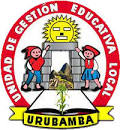 UNIDAD DE GESTION EDUCATIVA LOCAL
URUBAMBA